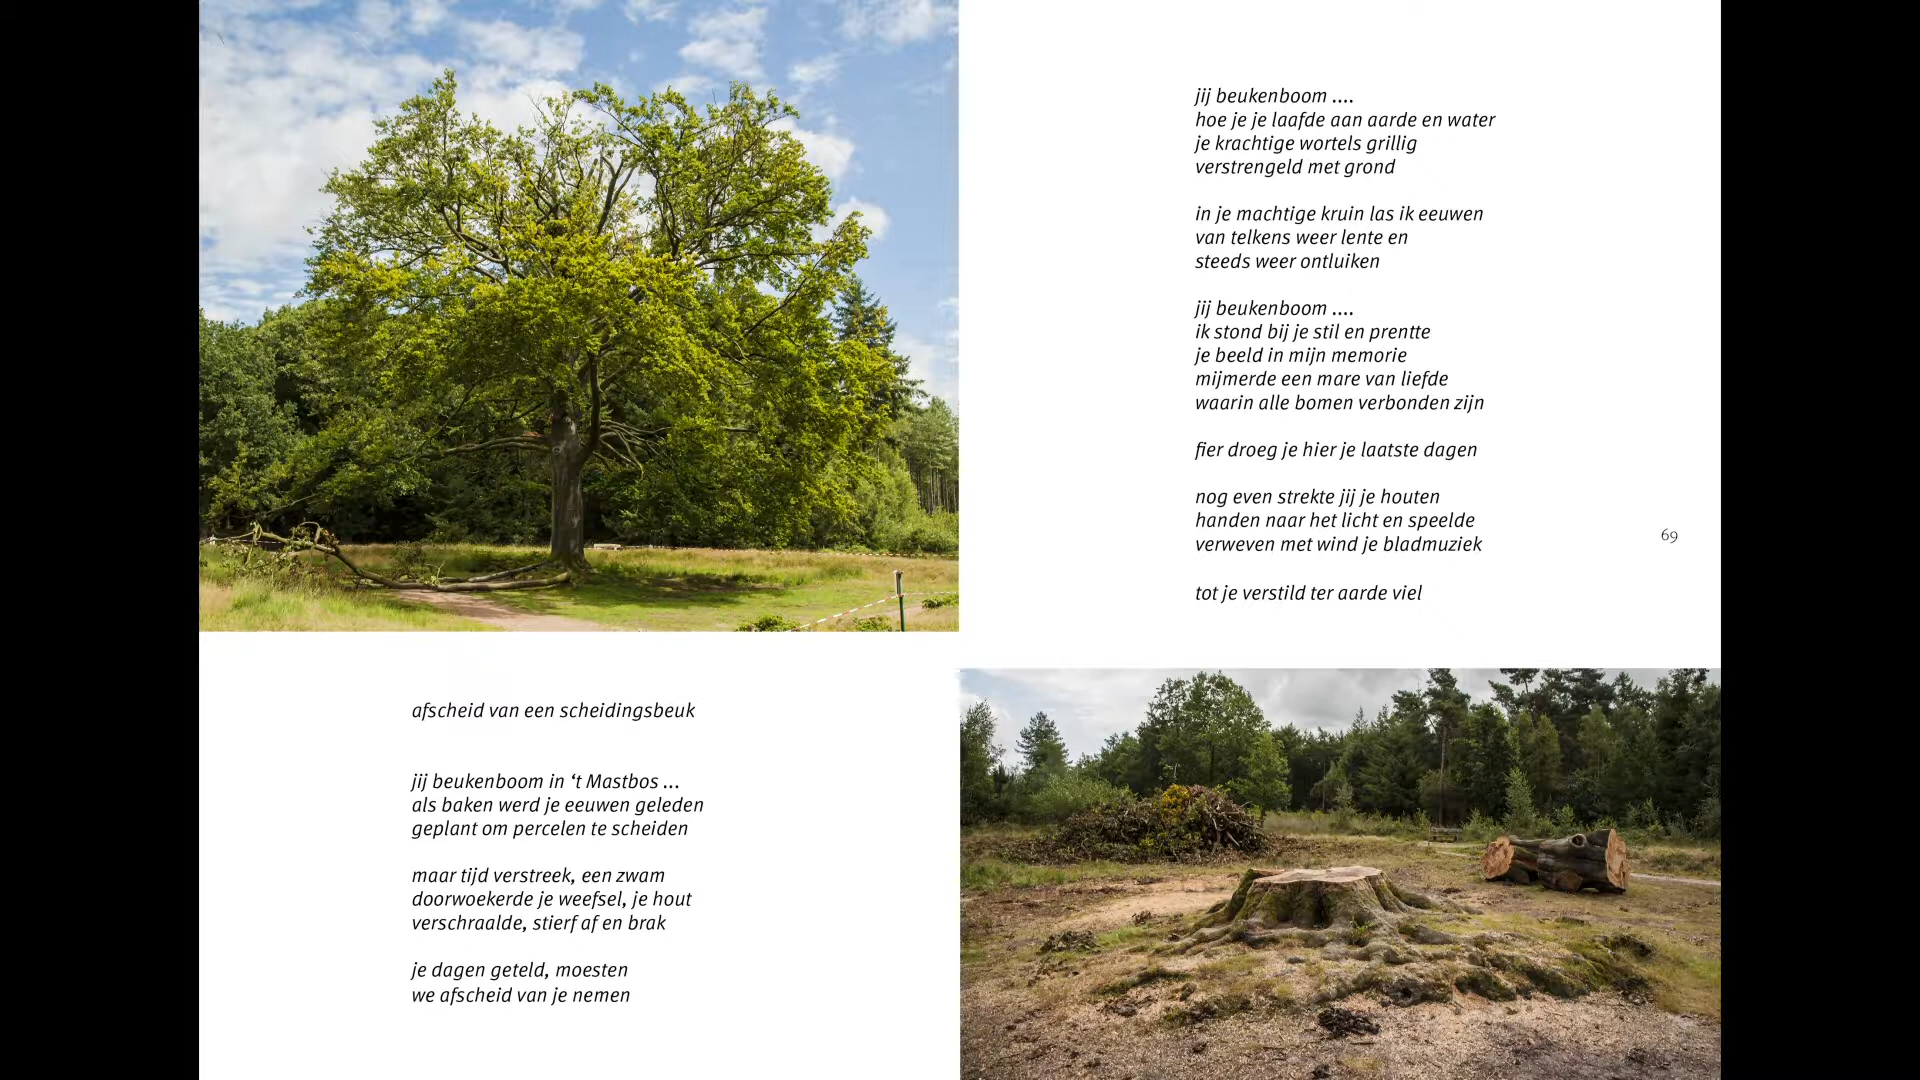 afscheid van een scheidingsbeuk
jij beukenboom in ‘t Mastbos ...
als baken werd je eeuwen geleden
geplant om percelen te scheiden
maar tijd verstreek, een zwam
doorwoekerde je weefsel, je hout
verschraalde, stierf af en brak
je dagen geteld, moesten
we afscheid van je nemen
jij beukenboom ....
hoe je je laafde aan aarde en water
je krachtige wortels grillig
verstrengeld met grond
in je machtige kruin las ik eeuwen
van telkens weer lente en
steeds weer ontluiken
jij beukenboom ....
ik stond bij je stil en prentte
je beeld in mijn memorie
mijmerde een mare van liefde
waarin alle bomen verbonden zijn
fier droeg je hier je laatste dagen
nog even strekte jij je houten
handen naar het licht en speelde
verweven met wind je bladmuziek
tot je verstild ter aarde viel
69